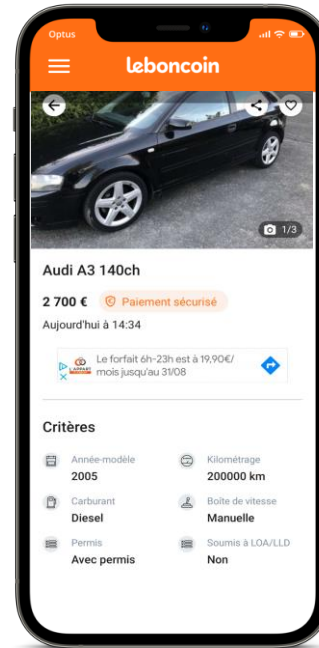 Optus
leboncoin
1/3
Audi A3 140ch
2 700 € Paiement sécurisé
Aujourd'hui à 14:34
L'APPART
Le forfait 6h-23h est à 19,90€/
mois jusqu'au 31/08
Critères
Année-modèle
2005
Kilométrage
200000 km
Carburant
Diesel
Boîte de vitesse
Manuelle
Permis
Avec permis
Soumis à LOA/LLD
Non